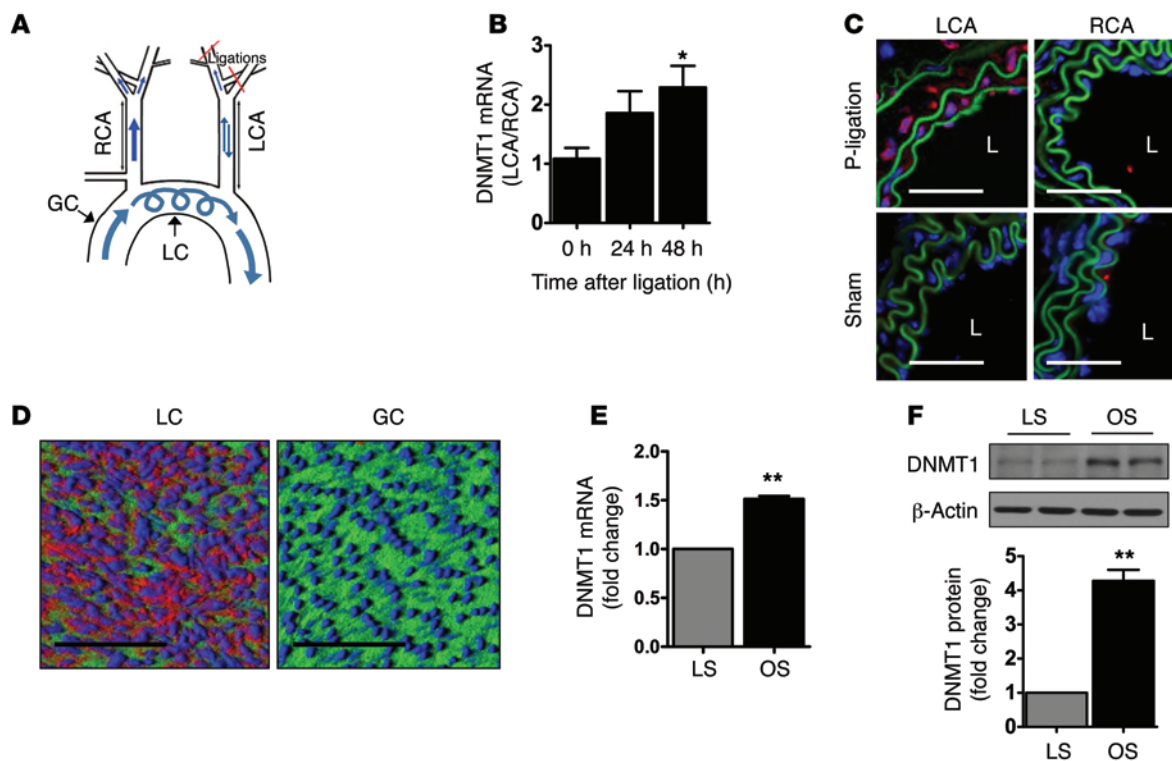 A
Ligations
RCA
LCA
GC
LC
B
DNMT1 mRNA
(LCA/RCA)
3
2
1
0
*
0 h 24 h 48 h
Time after ligation (h)
C
LCA RCA
P-ligation
L L
Sham
L L
D
LC GC
E
DNMT1 mRNA
(fold change)
2.0
1.5
1.0
0.5
0.0
**
LS OS
F
LS OS
DNMT1
β-Actin
DNMT1 protein
(fold change)
5
4
3
2
1
0
**
LS OS